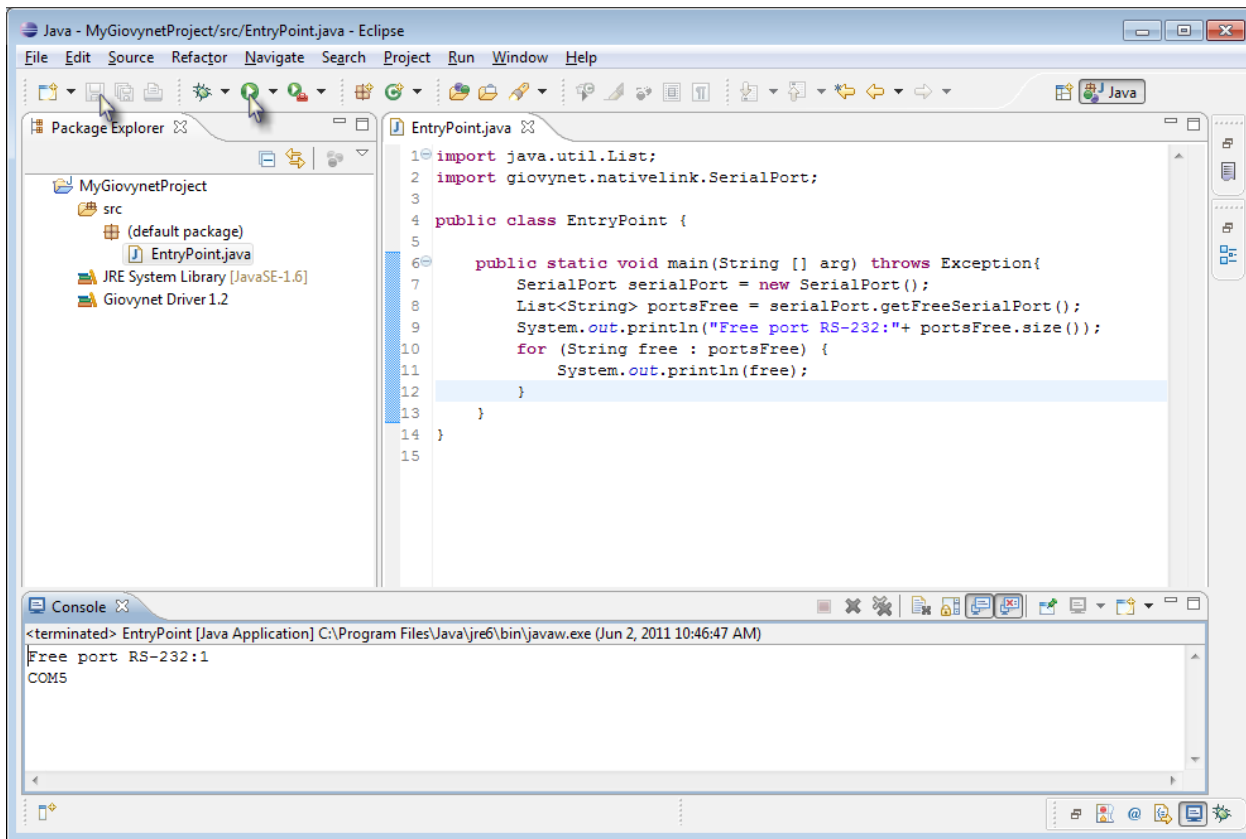 Java - MyGiovynetProject/src/EntryPoint.java - Eclipse
File Edit Source Refactor Navigate Search Project Run Window Help
Java
Package Explorer
MyGiovynetProject
src
(default package)
EntryPoint.java
JRE System Library [JavaSE-1.6]
Giovynet Driver 1.2
EntryPoint.java
1 import java.util.List;
2 import giovynet.nativelink.SerialPort;
3
4 public class EntryPoint {
5
6 public static void main(String [] arg) throws Exception{
7 SerialPort serialPort = new SerialPort();
8 List<String> portsFree = serialPort.getFreeSerialPort();
9 System.out.println("Free port RS-232:"+ portsFree.size());
10 for (String free : portsFree) {
11 System.out.println(free);
12 }
13 }
14 }
15
Console
<terminated> EntryPoint [Java Application] C:\Program Files\Java\jre6\bin\javaw.exe (Jun 2, 2011 10:46:47 AM)
Free port RS-232:1
COM5